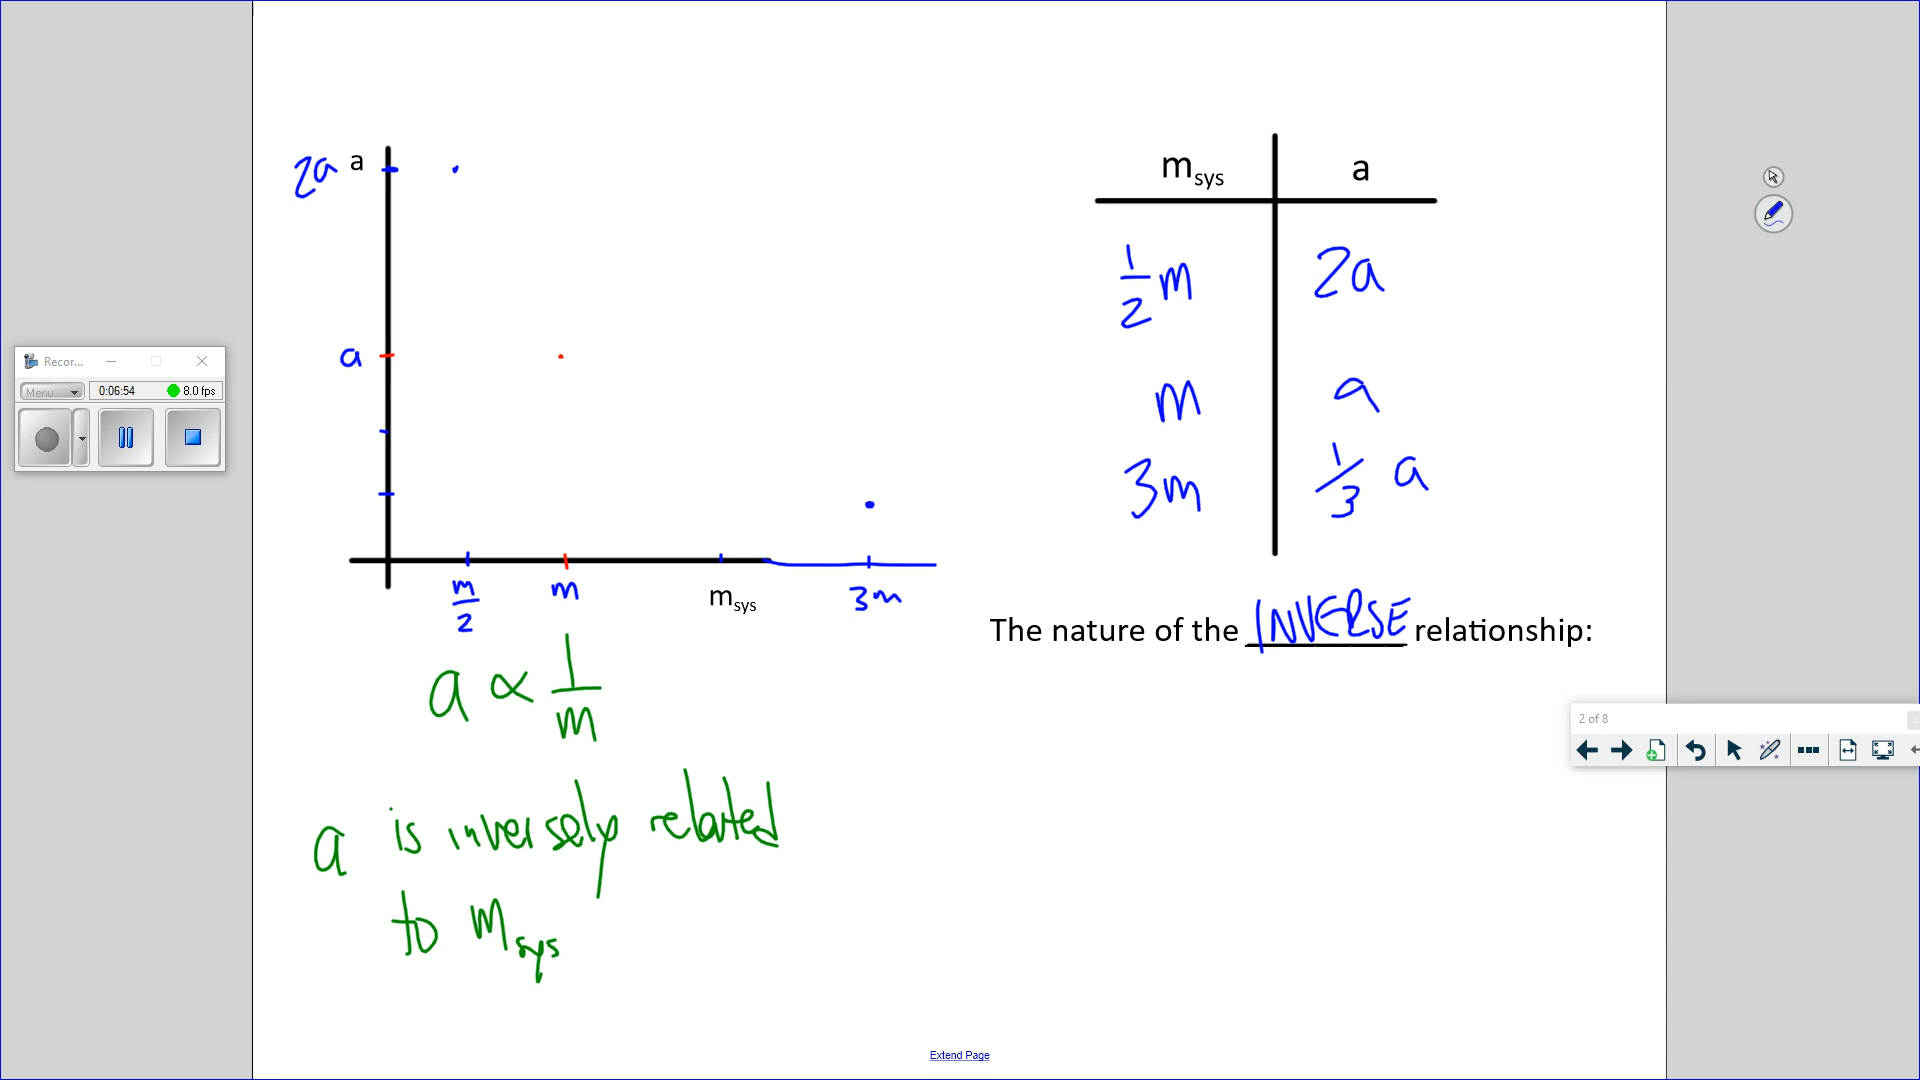 2a a
a
m/2 m m_sys 3m
a ∝ 1/m
a is inversely related
to m_sys
m_sys a
1/2 m 2a
m a
3m 1/3 a
The nature of the INVERSE relationship:
Recor...
Menu 0:06:54 8.0 fps
2 of 8
Extend Page